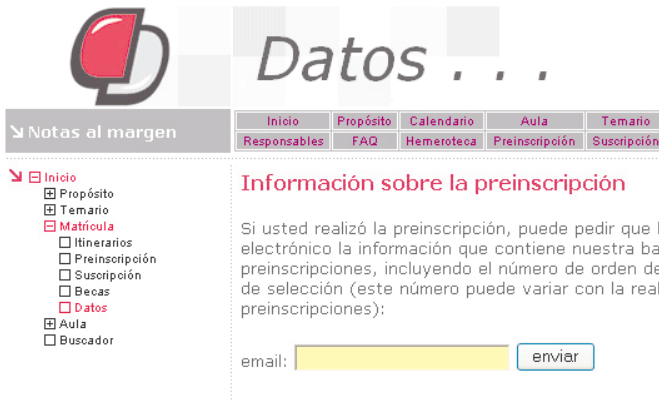 Datos . . .
Notas al margen
Inicio Propósito Calendario Aula Temario
Responsables FAQ Hemeroteca Preinscripción Suscripción
Inicio
Propósito
Temario
Matrícula
Itinerarios
Preinscripción
Suscripción
Becas
Datos
Aula
Buscador
Información sobre la preinscripción
Si usted realizó la preinscripción, puede pedir que
electrónico la información que contiene nuestra ba
preinscripciones, incluyendo el número de orden de
de selección (este número puede variar con la real
preinscripciones):
email: enviar